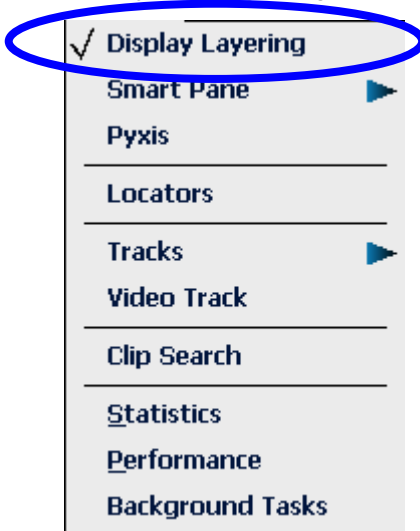 Display Layering
Smart Pane
Pyxis
Locators
Tracks
Video Track
Clip Search
Statistics
Performance
Background Tasks